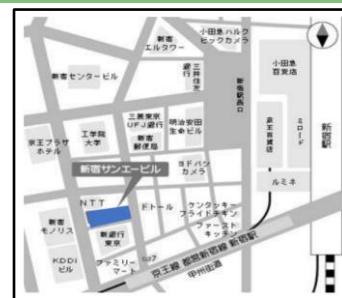 小田急ハルク
ビックカメラ
新宿
エルタワー
三井住友
銀行
小田急
百貨店
新宿センタービル
新宿駅西口
三菱東京
UFJ銀行
明治安田
生命ビル
工学院
大学
新宿
郵便局
京王プラザ
ホテル
京王百貨店
ミロード
新宿駅
新宿サンエービル
ヨドバシ
カメラ
ルミネ
NTT
ドトール
ケンタッキー
フライドチキン
新宿
モノリス
新銀行
東京
ファースト
キッチン
KDDI
ビル
ファミリー
マート
京王線 都営新宿線 新宿駅
甲州街道